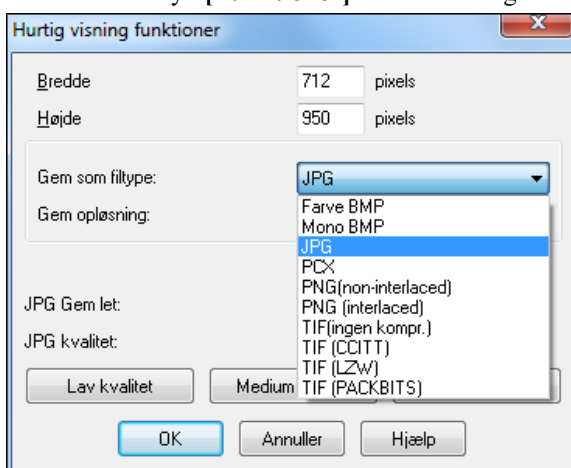 Hurtig visning funktioner
Bredde 712 pixels
Højde 950 pixels
Gem som filtype: JPG
Gem opløsning:
Farve BMP
Mono BMP
JPG
PCX
PNG(non-interlaced)
PNG (interlaced)
TIF(ingen kompr.)
TIF (CCITT)
TIF (LZW)
TIF (PACKBITS)
JPG Gem let:
JPG kvalitet:
Lav kvalitet Medium
OK Annuller Hjælp